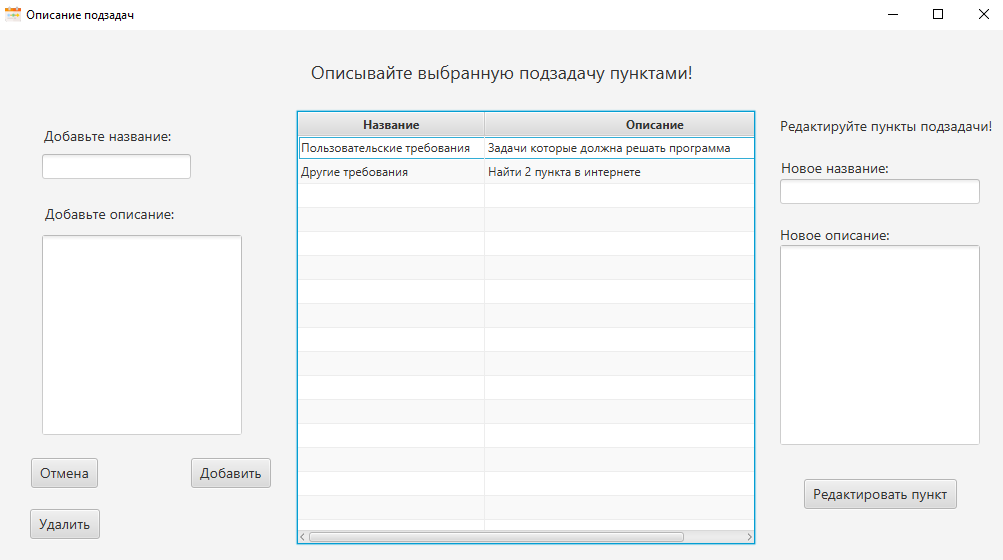 Описание подзадач
Описывайте выбранную подзадачу пунктами!
Добавьте название:
Добавьте описание:
Отмена
Добавить
Удалить
Название Описание
Пользовательские требования Задачи которые должна решать программа
Другие требования Найти 2 пункта в интернете
Редактируйте пункты подзадачи!
Новое название:
Новое описание:
Редактировать пункт